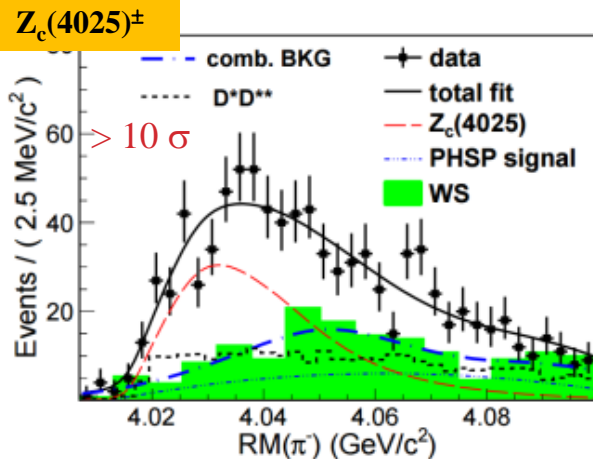 Zc(4025)±
comb. BKG
D*D**
> 10 σ
data
total fit
Zc(4025)
PHSP signal
WS
Events / ( 2.5 MeV/c²)
60
40
20
4.02
4.04
4.06
4.08
RM(π⁻) (GeV/c²)